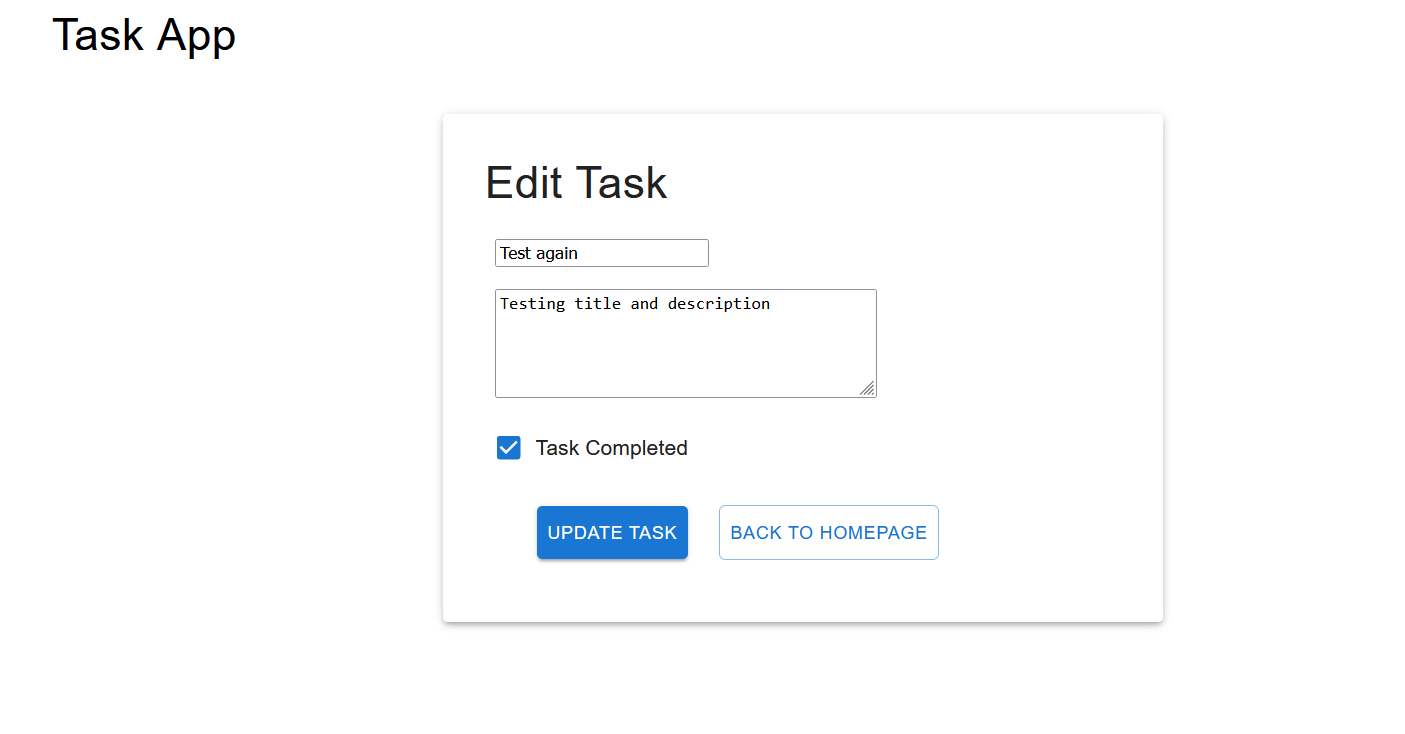 Task App
Edit Task
Test again
Testing title and description
Task Completed
UPDATE TASK
BACK TO HOMEPAGE